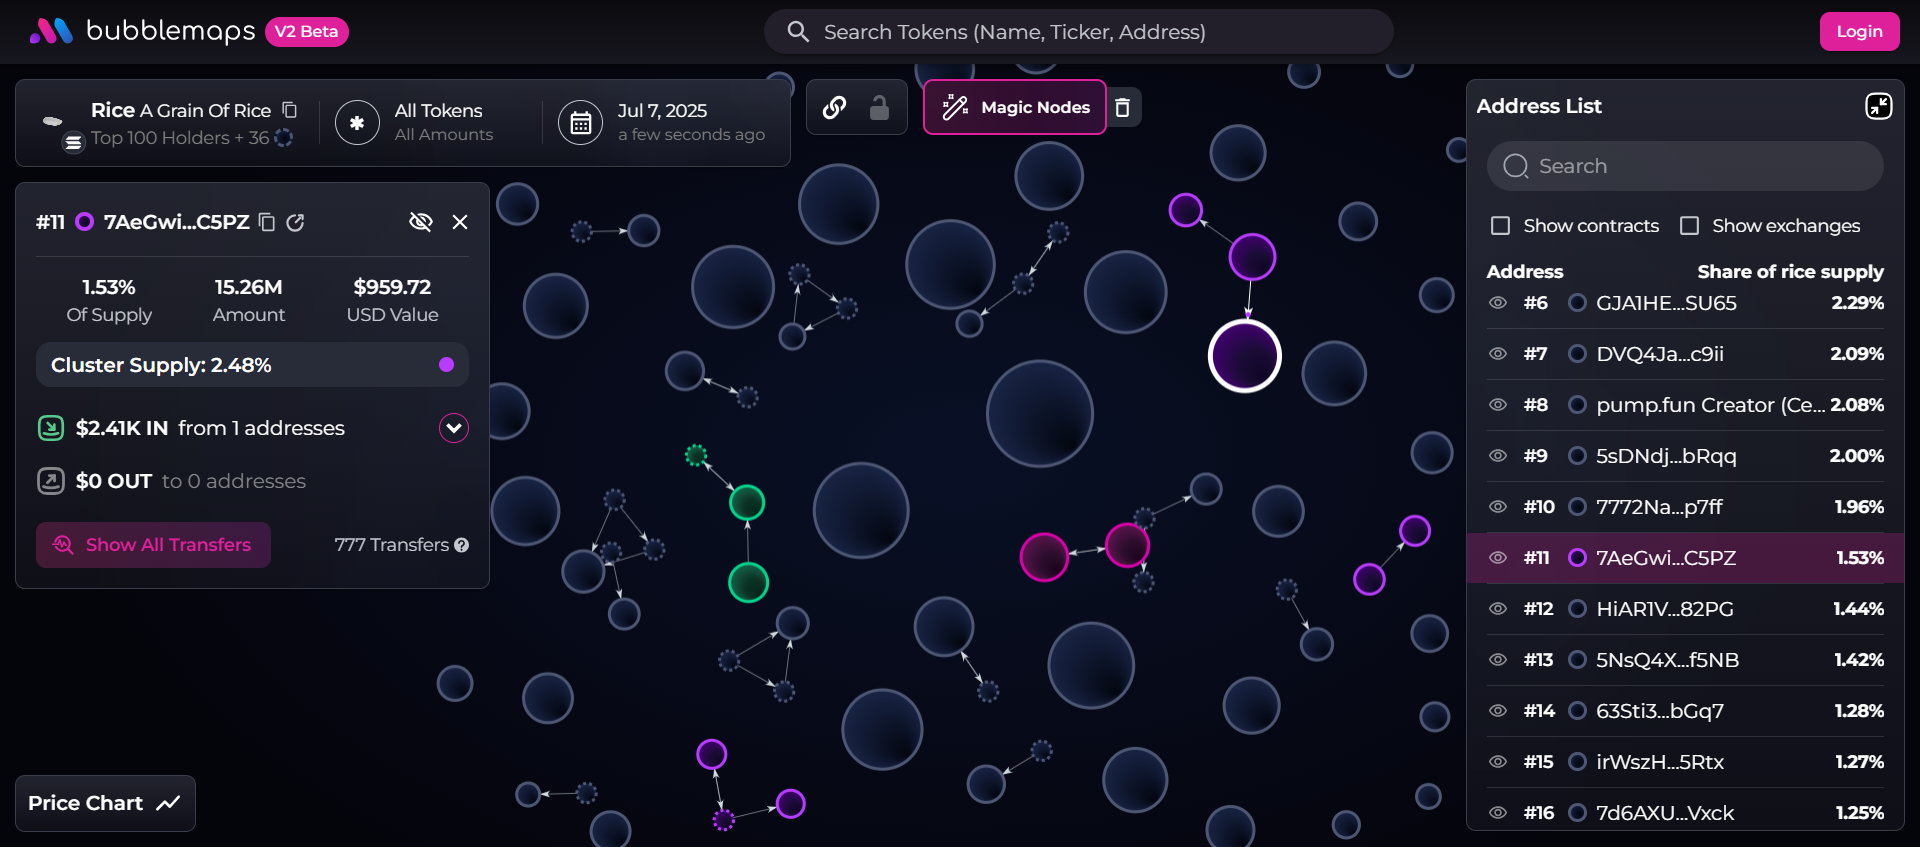 bubblemaps V2 Beta
Search Tokens (Name, Ticker, Address)
Login
Rice A Grain Of Rice
Top 100 Holders + 36
All Tokens
All Amounts
Jul 7, 2025
a few seconds ago
Magic Nodes
#11 7AeGwi...C5PZ
1.53% 15.26M $959.72
Of Supply Amount USD Value
Cluster Supply: 2.48%
$2.41K IN from 1 addresses
$0 OUT to 0 addresses
Show All Transfers 777 Transfers
Price Chart
Address List
Search
Show contracts Show exchanges
Address Share of rice supply
#6 GJA1HE...SU65 2.29%
#7 DVQ4Ja...c9ii 2.09%
#8 pump.fun Creator (Ce... 2.08%
#9 5sDNdj...bRqq 2.00%
#10 7772Na...p7ff 1.96%
#11 7AeGwi...C5PZ 1.53%
#12 HiAR1V...82PG 1.44%
#13 5NsQ4X...f5NB 1.42%
#14 63Sti3...bGq7 1.28%
#15 irWszH...5Rtx 1.27%
#16 7d6AXU...Vxck 1.25%